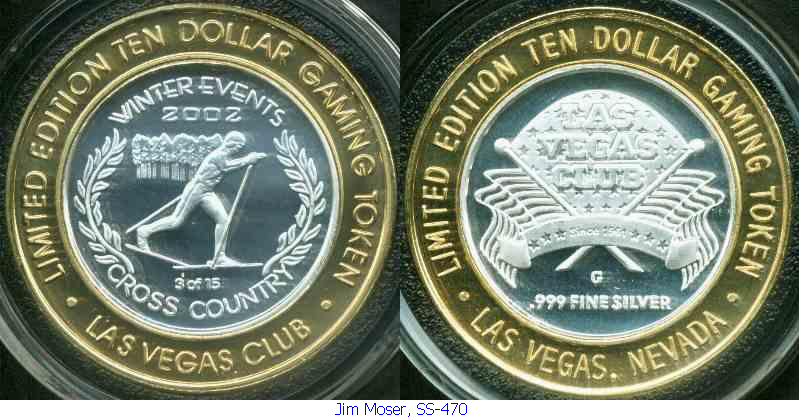 LIMITED EDITION TEN DOLLAR GAMING TOKEN
WINTER EVENTS
2002
3 of 15
CROSS COUNTRY
• LAS VEGAS CLUB •
LIMITED EDITION TEN DOLLAR GAMING TOKEN
LAS
VEGAS
CLUB
Since
G
.999 FINE SILVER
• LAS VEGAS, NEVADA •
Jim Moser, SS-470